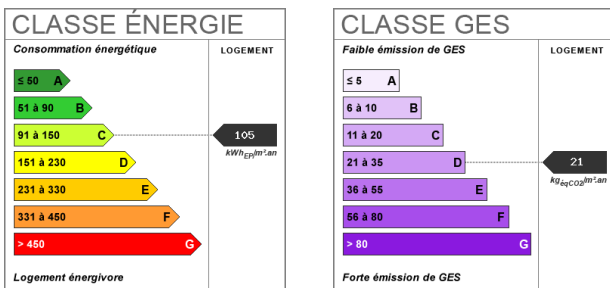 CLASSE ÉNERGIE
Consommation énergétique
LOGEMENT
≤ 50 A
51 à 90 B
91 à 150 C
105
kWhEP/m².an
151 à 230 D
231 à 330 E
331 à 450 F
> 450 G
Logement énergivore
CLASSE GES
Faible émission de GES
LOGEMENT
≤ 5 A
6 à 10 B
11 à 20 C
21 à 35 D
21
kgéqCO2/m².an
36 à 55 E
56 à 80 F
> 80 G
Forte émission de GES